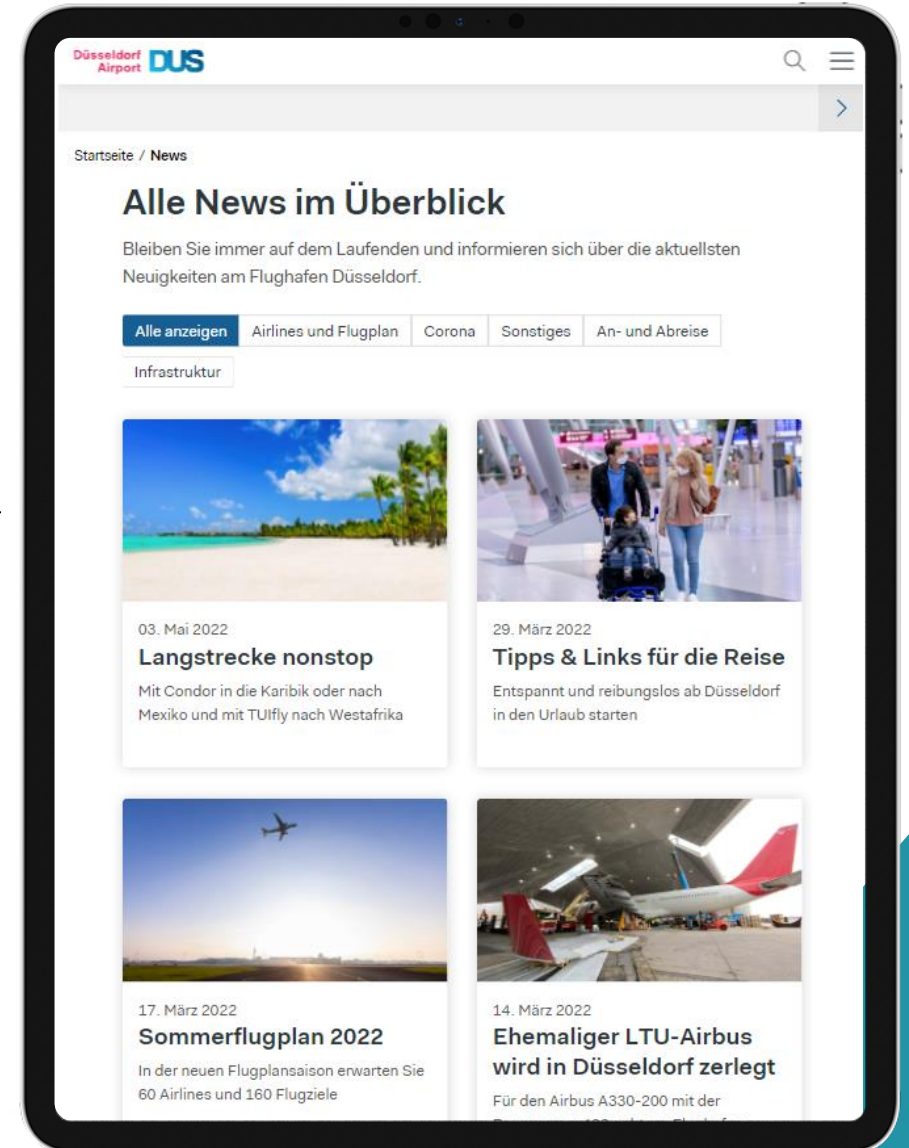 Düsseldorf
Airport DUS
Startseite / News
Alle News im Überblick
Bleiben Sie immer auf dem Laufenden und informieren sich über die aktuellsten
Neuigkeiten am Flughafen Düsseldorf.
Alle anzeigen Airlines und Flugplan Corona Sonstiges An- und Abreise
Infrastruktur
03. Mai 2022
Langstrecke nonstop
Mit Condor in die Karibik oder nach
Mexiko und mit TUIfly nach Westafrika
29. März 2022
Tipps & Links für die Reise
Entspannt und reibungslos ab Düsseldorf
in den Urlaub starten
17. März 2022
Sommerflugplan 2022
In der neuen Flugplansaison erwarten Sie
60 Airlines und 160 Flugziele
14. März 2022
Ehemaliger LTU-Airbus
wird in Düsseldorf zerlegt
Für den Airbus A330-200 mit der